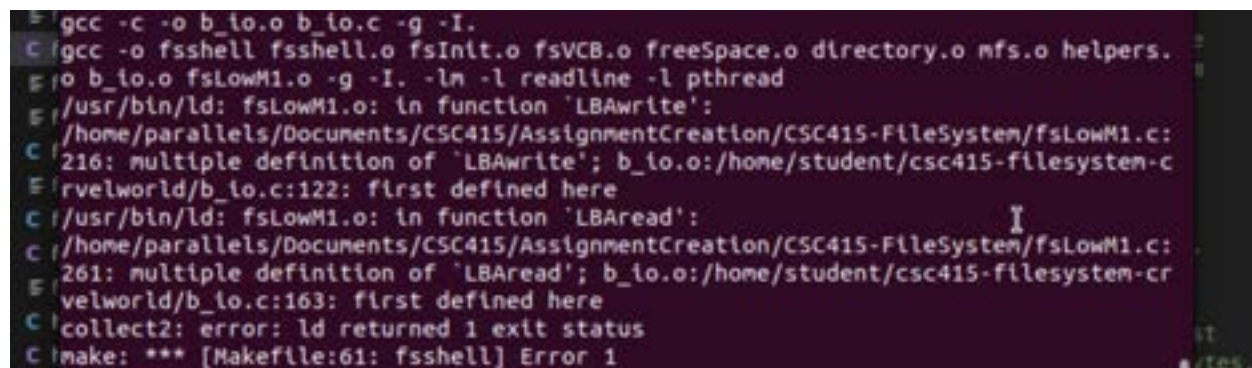 gcc -c -o b_io.o b_io.c -g -I.
gcc -o fsshell fsshell.o fsInit.o fsVCB.o freeSpace.o directory.o mfs.o helpers.
o b_io.o fsLowM1.o -g -I. -lm -l readline -l pthread
/usr/bin/ld: fsLowM1.o: in function `LBAwrite':
/home/parallels/Documents/CSC415/AssignmentCreation/CSC415-FileSystem/fsLowM1.c:
216: multiple definition of `LBAwrite'; b_io.o:/home/student/csc415-filesystem-c
rvelworld/b_io.c:122: first defined here
/usr/bin/ld: fsLowM1.o: in function `LBAread':
/home/parallels/Documents/CSC415/AssignmentCreation/CSC415-FileSystem/fsLowM1.c:
261: multiple definition of `LBAread'; b_io.o:/home/student/csc415-filesystem-cr
velworld/b_io.c:163: first defined here
collect2: error: ld returned 1 exit status
make: *** [Makefile:61: fsshell] Error 1